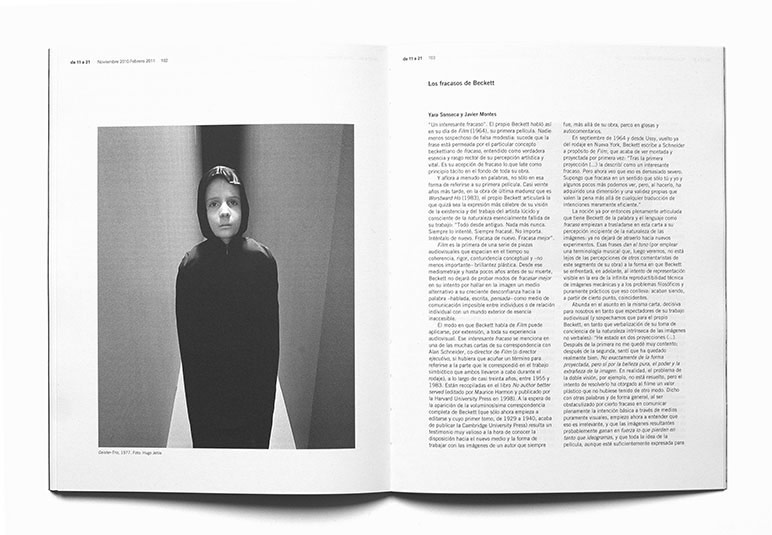 de 11 a 21 Noviembre 2010 Febrero 2011 102
Geister Trio, 1977. Foto: Hugo Jehle
de 11 a 21 103
Los fracasos de Beckett
Yara Sonseca y Javier Montes
"Un interesante fracaso". El propio Beckett habló así
en su día de Film (1964), su primera película. Nadie
menos sospechoso de falsa modestia: suceda que la
frase está permeada por el particular concepto
beckettiano de fracaso, entendido como verdadera
esencia y rasgo rector de su percepción artística y
vital. Es su acepción de fracaso lo que late como
principio tácito en el fondo de toda su obra.
Y aflora a menudo en palabras, no sólo en esa
forma de referirse a su primera película. Casi veinte
años más tarde, en la obra de última madurez que es
Worstward Ho (1983), el propio Beckett articulará la
que quizá sea la expresión más célebre de su visión
de la existencia y del trabajo del artista lúcido y
consciente de la naturaleza esencialmente fallida de
su trabajo: "Todo desde antiguo. Nada más nunca.
Siempre lo intenté. Siempre fracasé. No importa.
Inténtalo de nuevo. Fracasa de nuevo. Fracasa mejor".
Film es la primera de una serie de piezas
audiovisuales que espacian en el tiempo su
coherencia, rigor, contundencia conceptual y -no
menos importante- brillantez plástica. Desde ese
mediometraje y hasta pocos años antes de su muerte,
Beckett no dejará de probar modos de fracasar mejor
en su intento por hallar en la imagen un medio
alternativo a su creciente desconfianza hacia la
palabra -hablada, escrita, pensada- como medio de
comunicación imposible entre individuos o de relación
individual con un mundo exterior de esencia
inaccesible.
El modo en que Beckett habla de Film puede
aplicarse, por extensión, a toda su experiencia
audiovisual. Ese interesante fracaso se menciona en
una de las muchas cartas de su correspondencia con
Alan Schneider, co-director de Film (o director
ejecutivo, si hubiera que acuñar un término para
referirse a la parte que le correspondió en el trabajo
simbiótico que ambos llevaron a cabo durante el
rodaje), a lo largo de casi treinta años, entre 1955 y
1983. Están recopiladas en el libro No author better
served (editado por Maurice Harmon y publicado por
la Harvard University Press en 1998). A la espera de
la aparición de la voluminosísima correspondencia
completa de Beckett (que sólo ahora empieza a
editarse y cuyo primer tomo, de 1929 a 1940, acaba
de publicar la Cambridge University Press) resulta un
testimonio muy valioso a la hora de conocer la
disposición hacia el nuevo medio y la forma de
trabajar con las imágenes de un autor que siempre
fue, más allá de su obra, parco en glosas y
autocomentarios.
En septiembre de 1964 y desde Ussy, vuelto ya
del rodaje en Nueva York, Beckett escribe a Schneider
a propósito de Film, que acaba de ver montada y
proyectada por primera vez: "Tras la primera
proyección (...) la describí como un interesante
fracaso. Pero ahora veo que eso es demasiado severo.
Supongo que fracasa en un sentido que sólo tú y yo y
algunos pocos más podemos ver, pero, al hacerlo, ha
adquirido una dimensión y una validez propias que
valen la pena más allá de cualquier traducción de
intenciones meramente eficiente."
La noción ya por entonces plenamente articulada
que tiene Beckett de la palabra y el lenguaje como
fracaso empiezan a trasladarse en esta carta a su
percepción incipiente de la naturaleza de las
imágenes: ya no dejará de abrirlo hacia nuevos
experimentos. Esas frases dan el tono (por emplear
una terminología musical que, luego veremos, no está
lejos de las percepciones de otros comentaristas de
este segmento de su obra) a la forma en que Beckett
se enfrentará, en adelante, al intento de representación
visible en la era de la infinita reproductibilidad técnica
de imágenes mecánicas y a los problemas filosóficos y
puramente prácticos que eso conlleva: acaban siendo,
a partir de cierto punto, coincidentes.
Abunda en el asunto en la misma carta, decisiva
para nosotros en tanto que espectadores de su trabajo
audiovisual (y sospechamos que para el propio
Beckett, en tanto que verbalización de su toma de
conciencia de la naturaleza intrínseca de las imágenes
no verbales): "He estado en dos proyecciones (...).
Después de la primera no me quedé muy contento;
después de la segunda, sentí que ha quedado
realmente bien. No exactamente de la forma
proyectada, pero sí por la belleza pura, el poder y la
extrañeza de la imagen. En realidad, el problema de
la doble visión, por ejemplo, no está resuelto, pero el
intento de resolverlo ha otorgado al filme un valor
plástico que no hubiese tenido de otro modo. Dicho
con otras palabras y de forma general, al ser
obstaculizado por cierto fracaso en comunicar
plenamente la intención básica a través de medios
puramente visuales, empiezo ahora a entender que
eso es irrelevante, y que las imágenes resultantes
probablemente ganan en fuerza lo que pierden en
tanto que ideogramas, y que toda la idea de la
película, aunque esté suficientemente expresada para